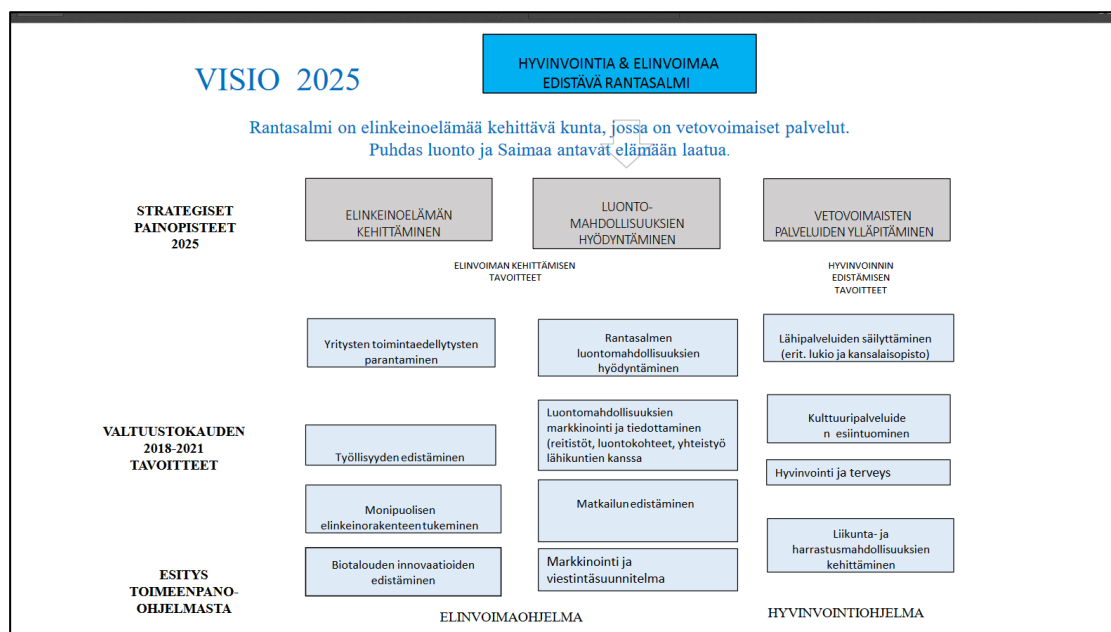 VISIO 2025
HYVINVOINTIA & ELINVOIMAA
EDISTÄVÄ RANTASALMI
Rantasalmi on elinkeinoelämää kehittävä kunta, jossa on vetovoimaiset palvelut.
Puhdas luonto ja Saimaa antavat elämään laatua.
STRATEGISET
PAINOPISTEET
2025
ELINKEINOELÄMÄN
KEHITTÄMINEN
LUONTO-
MAHDOLLISUUKSIEN
HYÖDYNTÄMINEN
VETOVOIMAISTEN
PALVELUIDEN YLLÄPITÄMINEN
ELINVOIMAN KEHITTÄMISEN
TAVOITTEET
HYVINVOINNIN
EDISTÄMISEN
TAVOITTEET
VALTUUSTOKAUDEN
2018-2021
TAVOITTEET
Yritysten toimintaedellytysten
parantaminen
Rantasalmen
luontomahdollisuuksien
hyödyntäminen
Lähipalveluiden säilyttäminen
(erit. lukio ja kansalaisopisto)
Työllisyyden edistäminen
Luontomahdollisuuksien
markkinointi ja tiedottaminen
(reitistöt, luontokohteet, yhteistyö
lähikuntien kanssa
Kulttuuripalveluide
n esiintuominen
Hyvinvointi ja terveys
Monipuolisen
elinkeinorakenteen tukeminen
Matkailun edistäminen
Liikunta- ja
harrastusmahdollisuuksien
kehittäminen
Biotalouden innovaatioiden
edistäminen
Markkinointi ja
viestintäsuunnitelma
ESITYS
TOIMEENPANO-
OHJELMASTA
ELINVOIMAOHJELMA
HYVINVOINTIOHJELMA